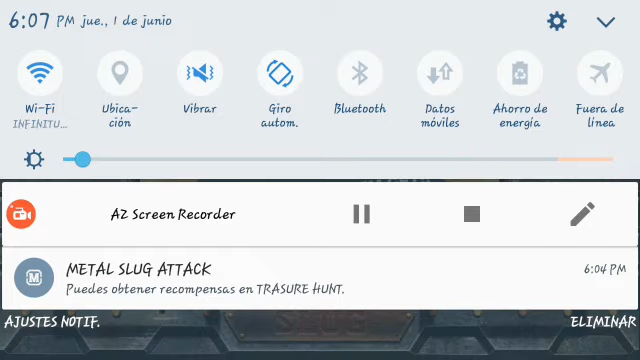 6:07 PM jue., 1 de junio
Wi-Fi
INFINITU...
Ubica-
ción
Vibrar
Giro
autom.
Bluetooth
Datos
móviles
Ahorro de
energía
Fuera de
línea
AZ Screen Recorder
METAL SLUG ATTACK
6:04 PM
Puedes obtener recompensas en TRASURE HUNT.
AJUSTES NOTIF.
ELIMINAR